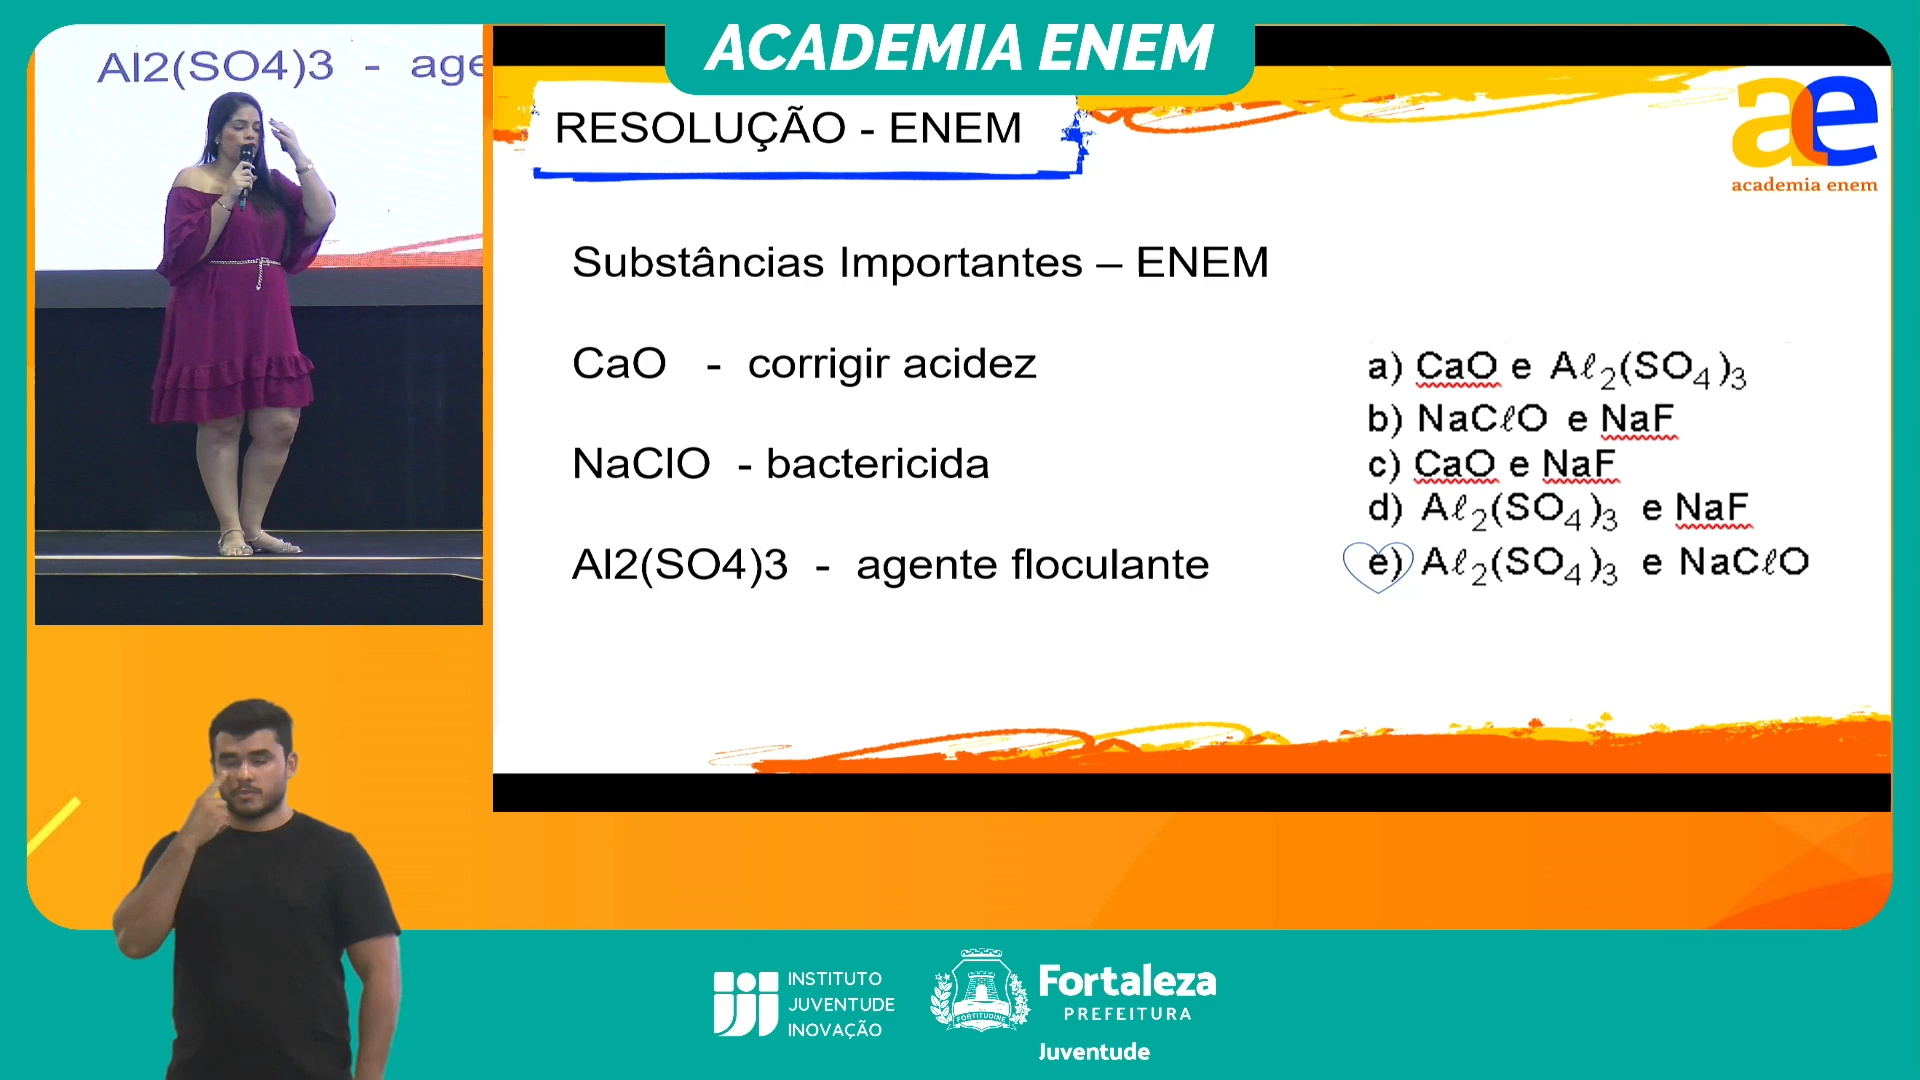 ACADEMIA ENEM
Al2(SO4)3 - age
RESOLUÇÃO - ENEM
ae
academia enem
Substâncias Importantes – ENEM
CaO - corrigir acidez
NaClO - bactericida
Al2(SO4)3 - agente floculante
a) CaO e Aℓ₂(SO₄)₃
b) NaCℓO e NaF
c) CaO e NaF
d) Aℓ₂(SO₄)₃ e NaF
e) Aℓ₂(SO₄)₃ e NaCℓO
INSTITUTO
JUVENTUDE
INOVAÇÃO
FORTITUDINE
Fortaleza
PREFEITURA
Juventude